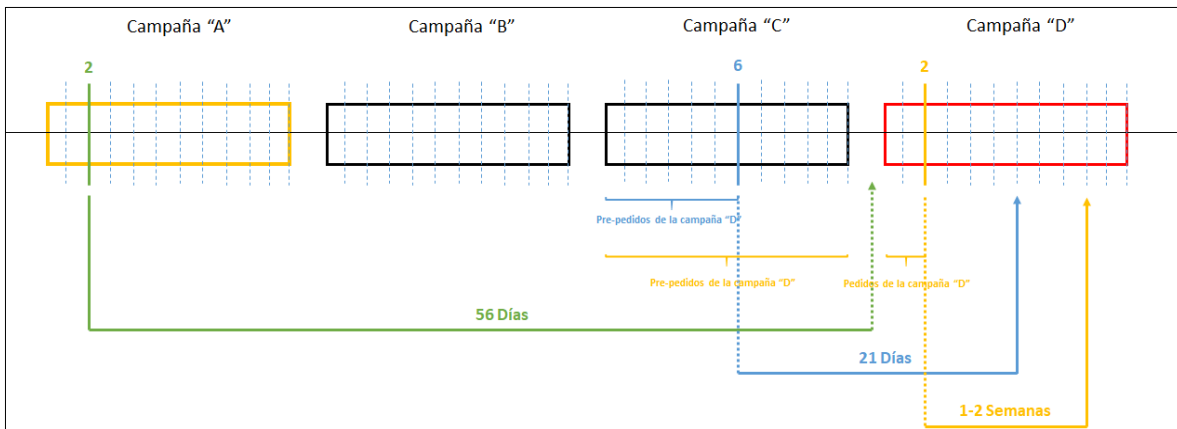 Campaña “A”
Campaña “B”
Campaña “C”
Campaña “D”
2
6
2
Pre-pedidos de la campaña “D”
Pre-pedidos de la campaña “D”
Pedidos de la campaña “D”
56 Días
21 Días
1-2 Semanas